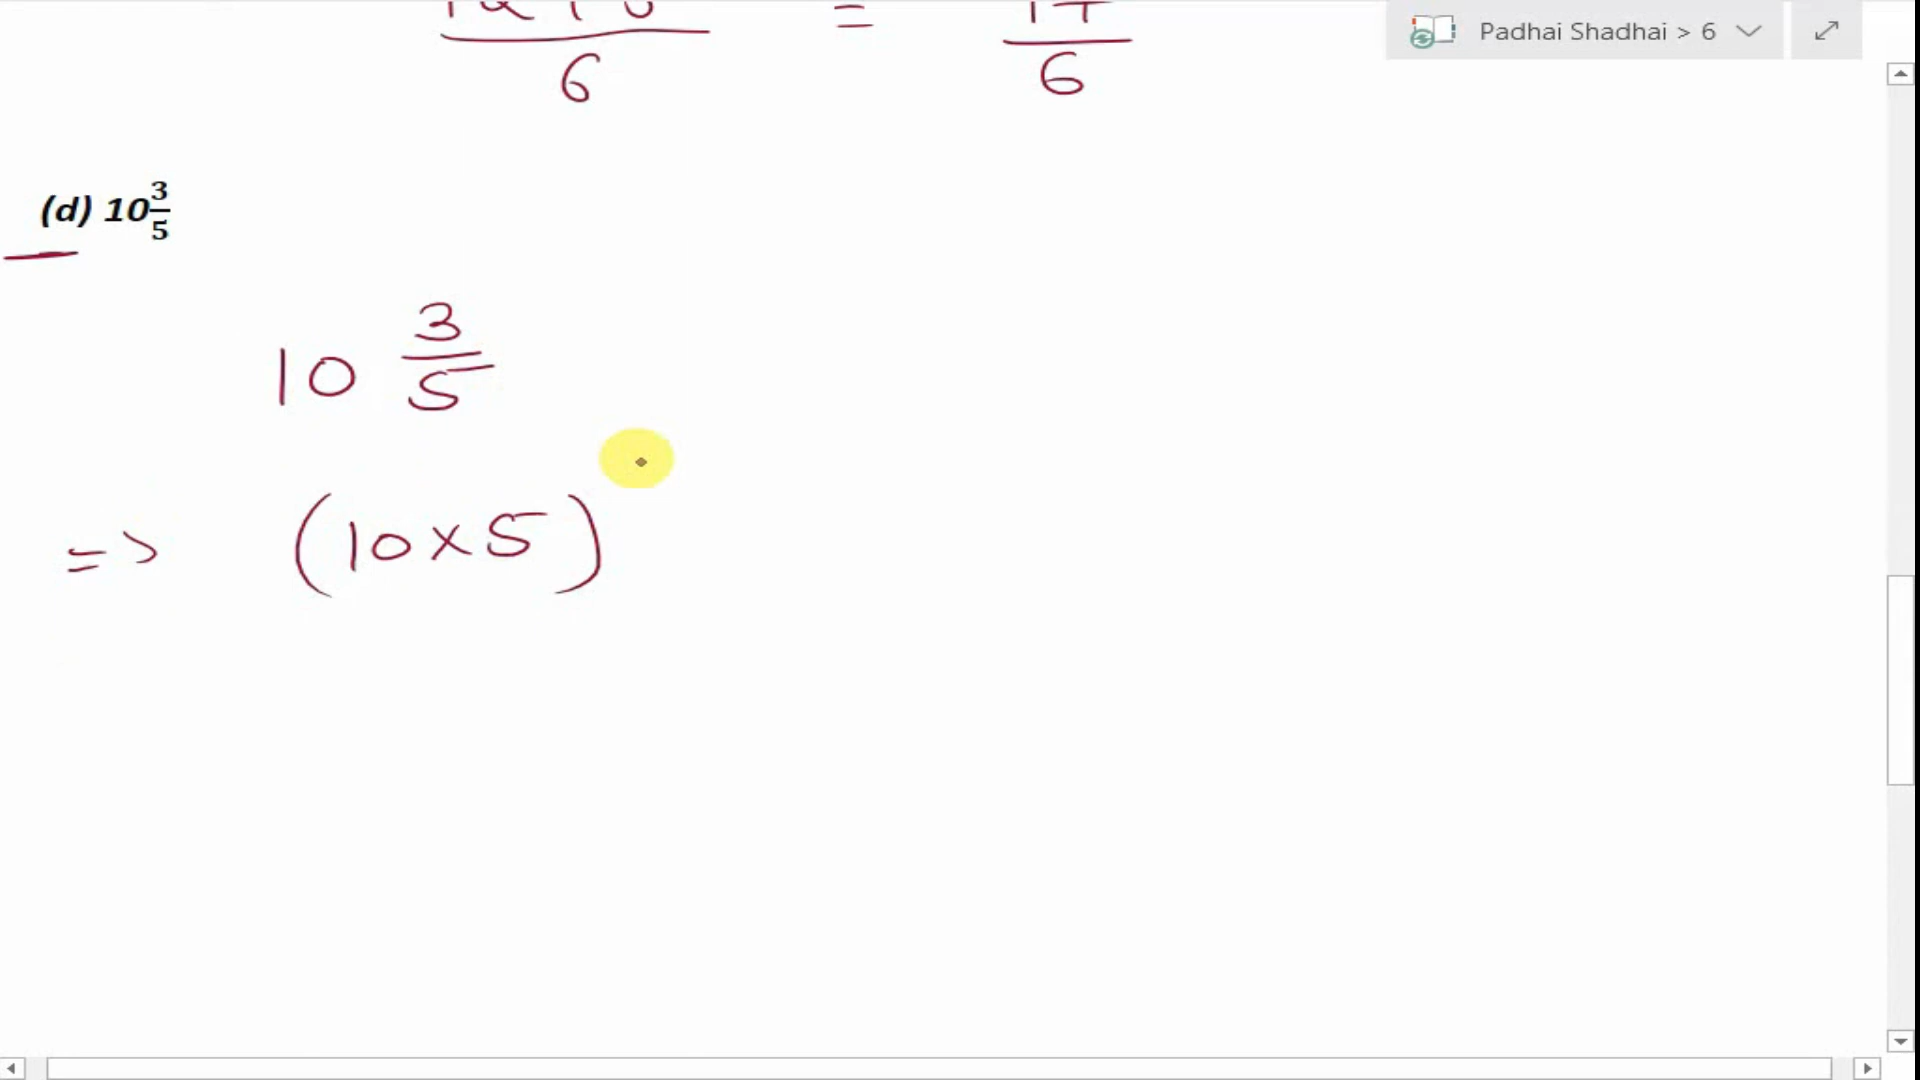 Padhai Shadhai > 6
6 = 6
(d) 10 3/5
10 3/5
=> (10×5)